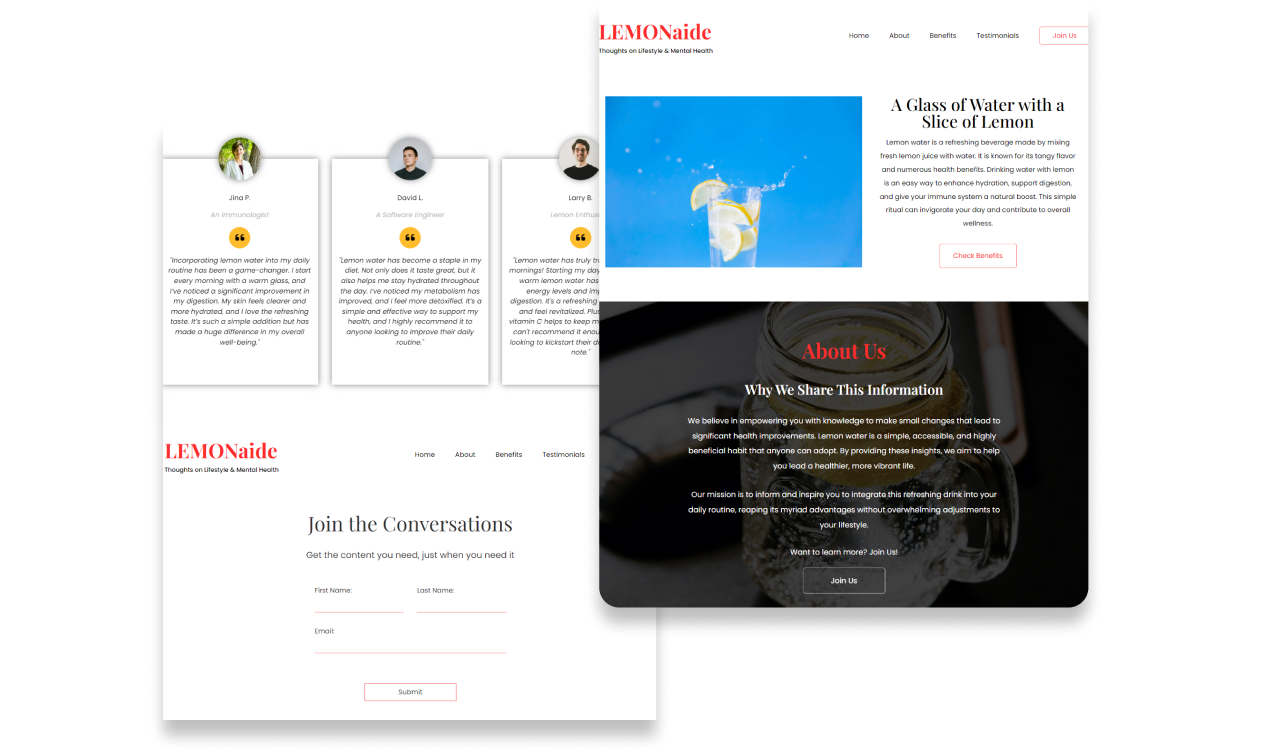 LEMONaide
Thoughts on Lifestyle & Mental Health
Home
About
Benefits
Testimonials
Join Us
A Glass of Water with a
Slice of Lemon
Lemon water is a refreshing beverage made by mixing
fresh lemon juice with water. It is known for its tangy flavor
and numerous health benefits. Drinking water with lemon
is an easy way to enhance hydration, support digestion,
and give your immune system a natural boost. This simple
ritual can invigorate your day and contribute to overall
wellness.
Check Benefits
About Us
Why We Share This Information
We believe in empowering you with knowledge to make small changes that lead to
significant health improvements. Lemon water is a simple, accessible, and highly
beneficial habit that anyone can adopt. By providing these insights, we aim to help
you lead a healthier, more vibrant life.
Our mission is to inform and inspire you to integrate this refreshing drink into your
daily routine, reaping its myriad advantages without overwhelming adjustments to
your lifestyle.
Want to learn more? Join Us!
Join Us
Jina P.
An Immunologist
"Incorporating lemon water into my daily
routine has been a game-changer. I start
every morning with a warm glass, and
I've noticed a significant improvement in
my digestion. My skin feels clearer and
more hydrated, and I love the refreshing
taste. It's such a simple addition but has
made a huge difference in my overall
well-being."
David L.
A Software Engineer
"Lemon water has become a staple in my
diet. Not only does it taste great, but it
also helps me stay hydrated throughout
the day. I've noticed my metabolism has
improved, and I feel more detoxified. It's a
simple and effective way to support my
health, and I highly recommend it to
anyone looking to improve their daily
routine."
Larry B.
Lemon Enthus
"Lemon water has truly tr
mornings! Starting my day
warm lemon water has
energy levels and im
digestion. It's a refreshing
and feel revitalized. Plus
vitamin C helps to keep m
can't recommend it enou
looking to kickstart their d
note."
LEMONaide
Thoughts on Lifestyle & Mental Health
Home
About
Benefits
Testimonials
Join the Conversations
Get the content you need, just when you need it
First Name:
Last Name:
Email:
Submit